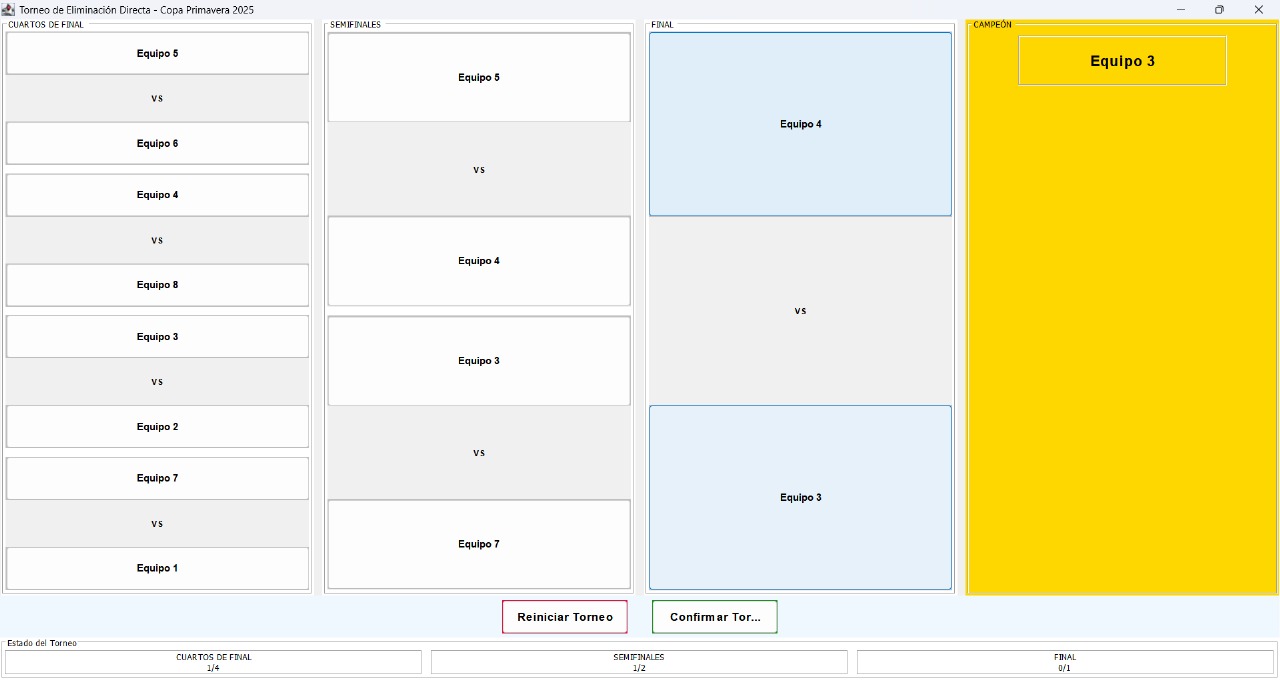 Torneo de Eliminación Directa - Copa Primavera 2025
CUARTOS DE FINAL
Equipo 5
VS
Equipo 6
Equipo 4
VS
Equipo 8
Equipo 3
VS
Equipo 2
Equipo 7
VS
Equipo 1
SEMIFINALES
Equipo 5
VS
Equipo 4
Equipo 3
VS
Equipo 7
FINAL
Equipo 4
VS
Equipo 3
CAMPEÓN
Equipo 3
Reiniciar Torneo
Confirmar Tor...
Estado del Torneo
CUARTOS DE FINAL
1/4
SEMIFINALES
1/2
FINAL
0/1